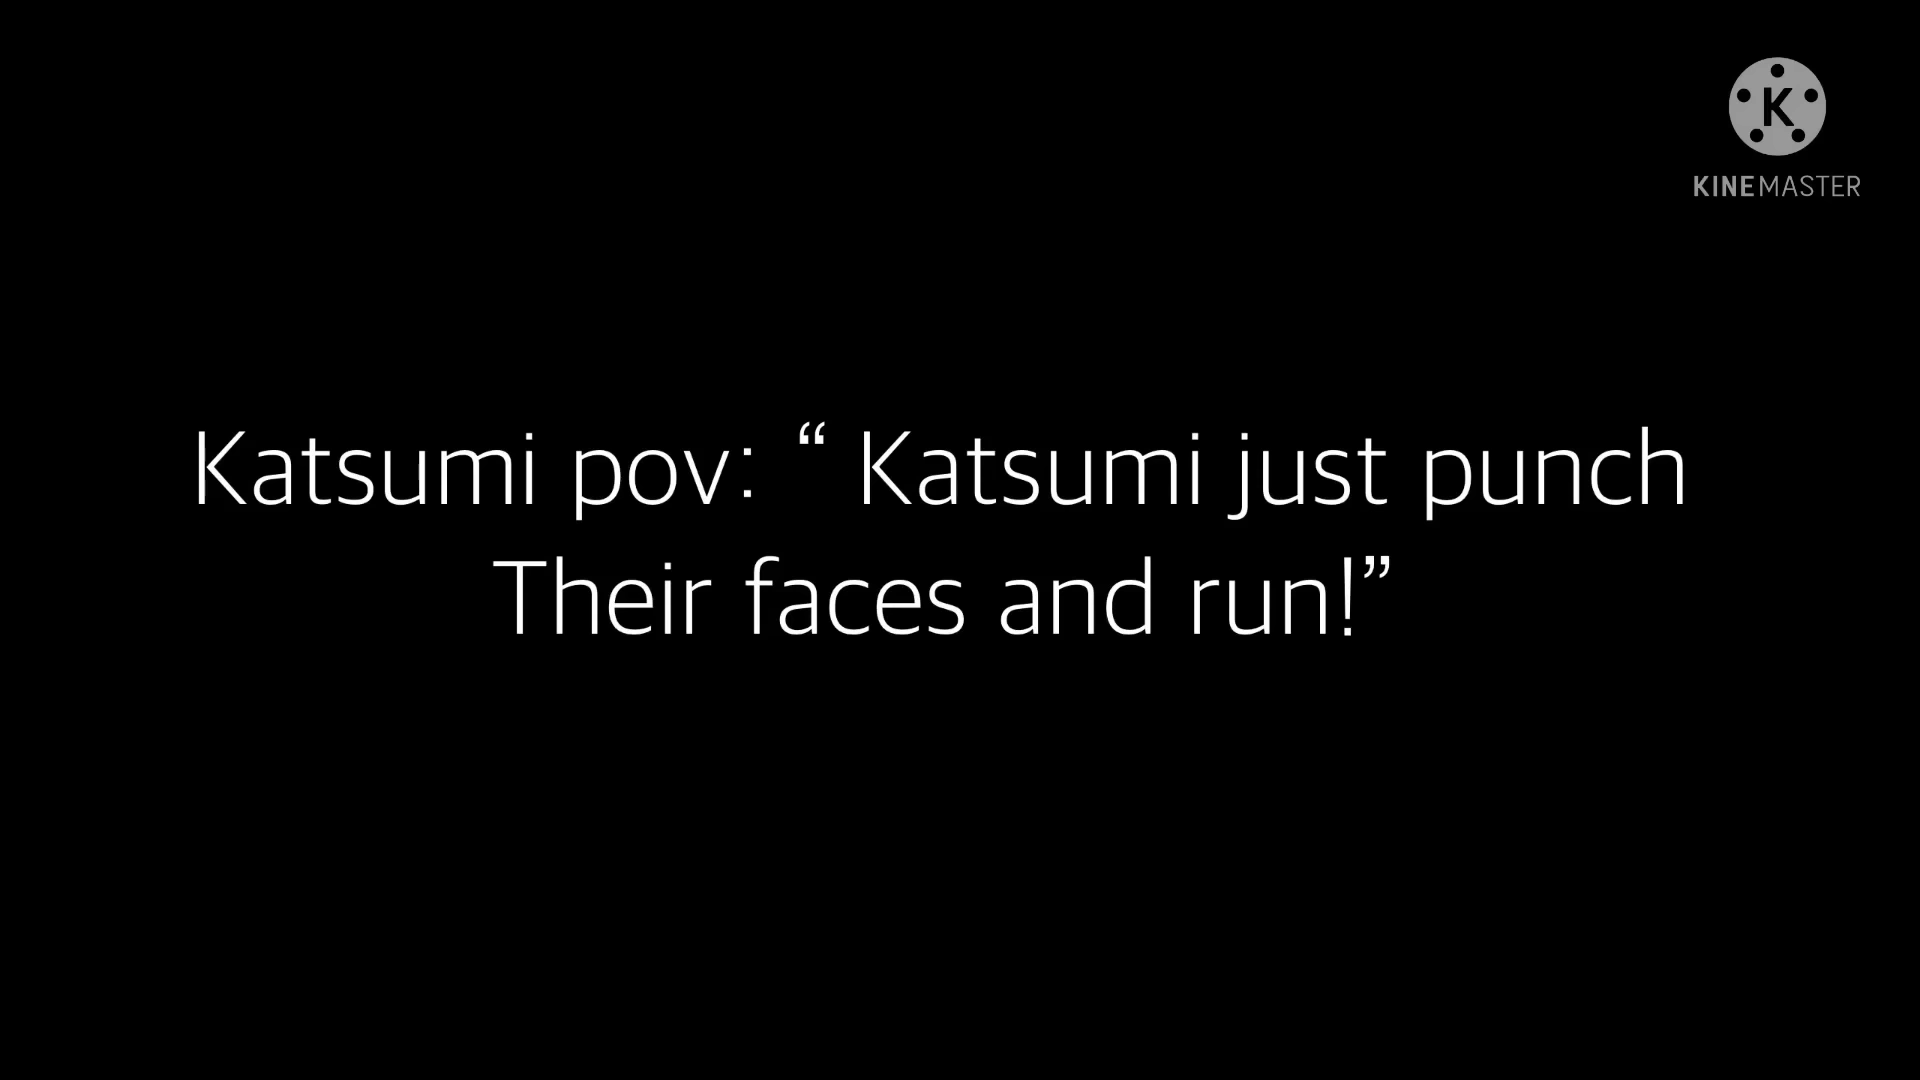 K
KINEMASTER
Katsumi pov: “ Katsumi just punch
Their faces and run!”